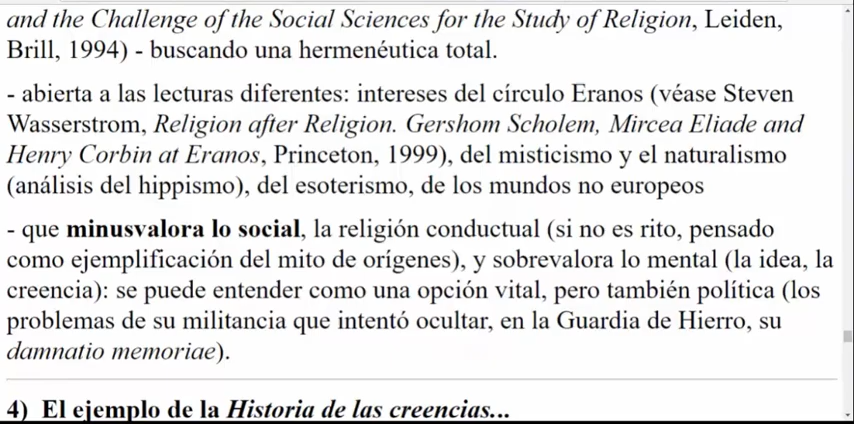 and the Challenge of the Social Sciences for the Study of Religion, Leiden,
Brill, 1994) - buscando una hermenéutica total.
- abierta a las lecturas diferentes: intereses del círculo Eranos (véase Steven
Wasserstrom, Religion after Religion. Gershom Scholem, Mircea Eliade and
Henry Corbin at Eranos, Princeton, 1999), del misticismo y el naturalismo
(análisis del hippismo), del esoterismo, de los mundos no europeos
- que minusvalora lo social, la religión conductual (si no es rito, pensado
como ejemplificación del mito de orígenes), y sobrevalora lo mental (la idea, la
creencia): se puede entender como una opción vital, pero también política (los
problemas de su militancia que intentó ocultar, en la Guardia de Hierro, su
damnatio memoriae).
4) El ejemplo de la Historia de las creencias...